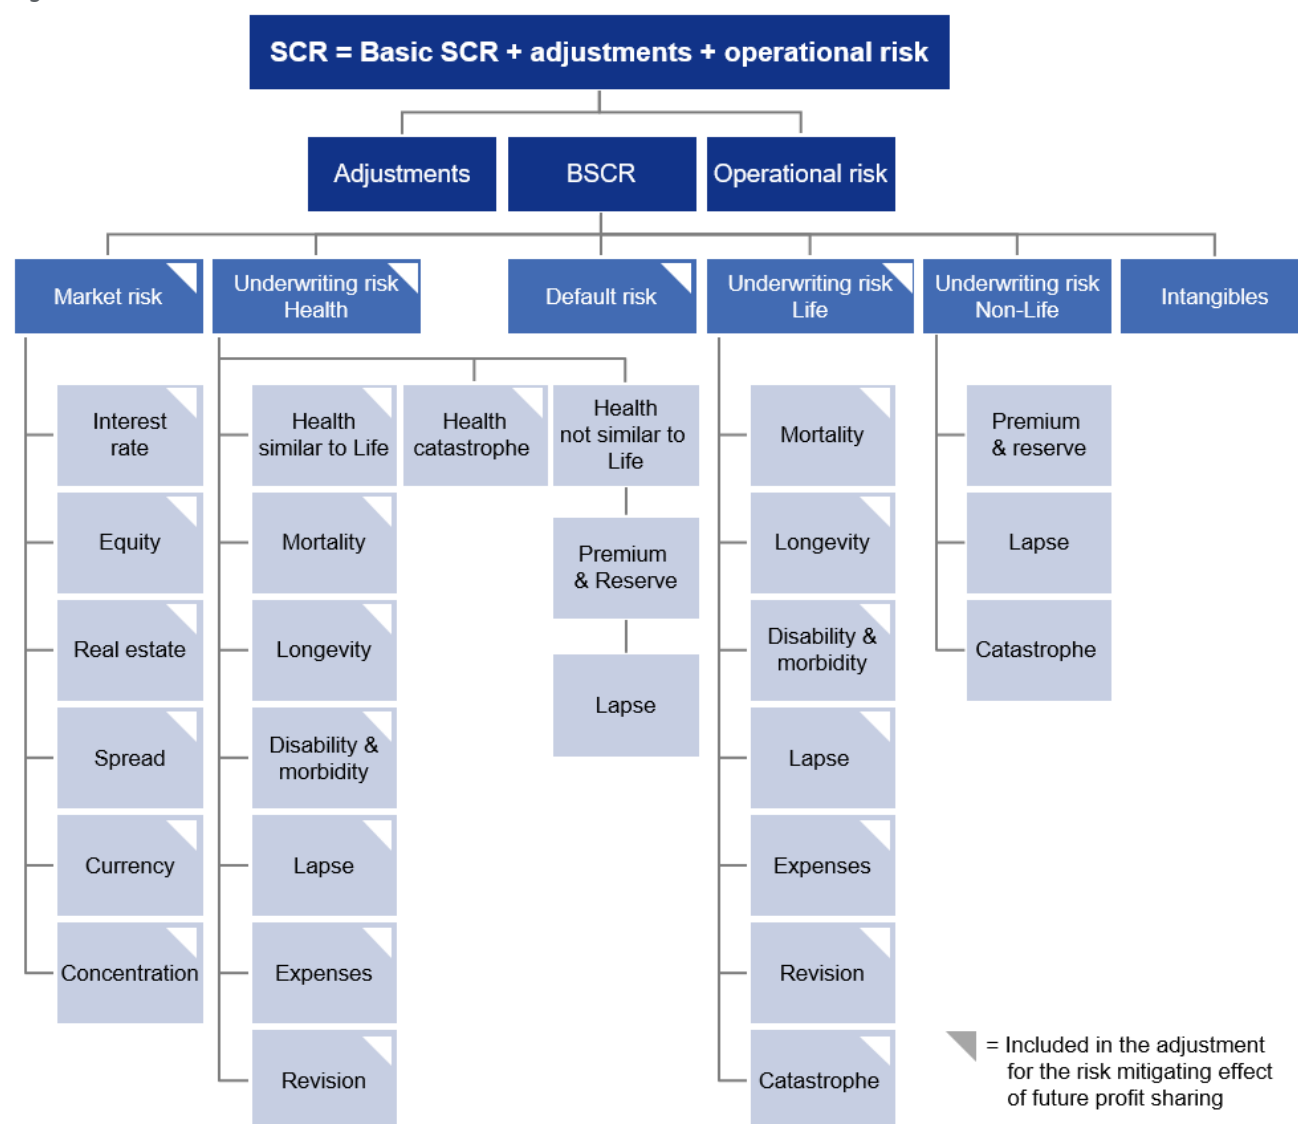 SCR = Basic SCR + adjustments + operational risk
Adjustments
BSCR
Operational risk
Market risk
Underwriting risk
Health
Default risk
Underwriting risk
Life
Underwriting risk
Non-Life
Intangibles
Interest
rate
Equity
Real estate
Spread
Currency
Concentration
Health
similar to Life
Mortality
Longevity
Disability &
morbidity
Lapse
Expenses
Revision
Health
catastrophe
Health
not similar to
Life
Premium
& Reserve
Lapse
Mortality
Longevity
Disability &
morbidity
Lapse
Expenses
Revision
Catastrophe
Premium
& reserve
Lapse
Catastrophe
= Included in the adjustment
for the risk mitigating effect
of future profit sharing